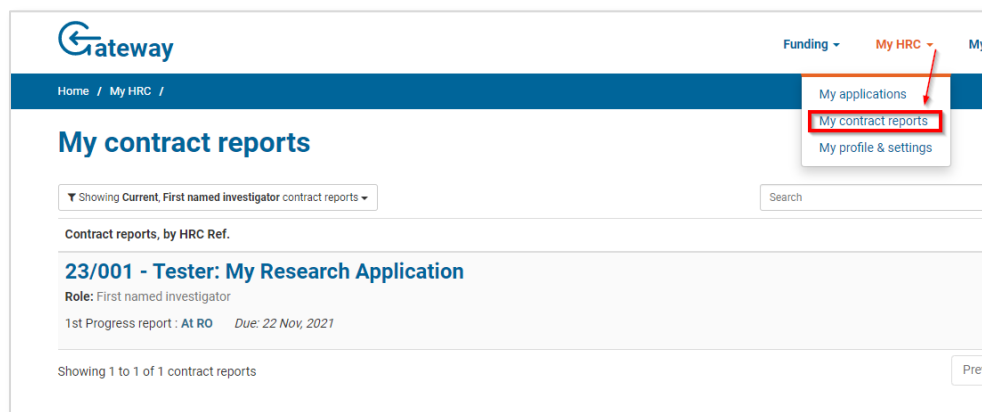 Gateway
Funding My HRC My
Home / My HRC /
My applications
My contract reports
My contract reports
My profile & settings
Showing Current, First named investigator contract reports
Search
Contract reports, by HRC Ref.
23/001 - Tester: My Research Application
Role: First named investigator
1st Progress report : At RO Due: 22 Nov, 2021
Showing 1 to 1 of 1 contract reports
Pre